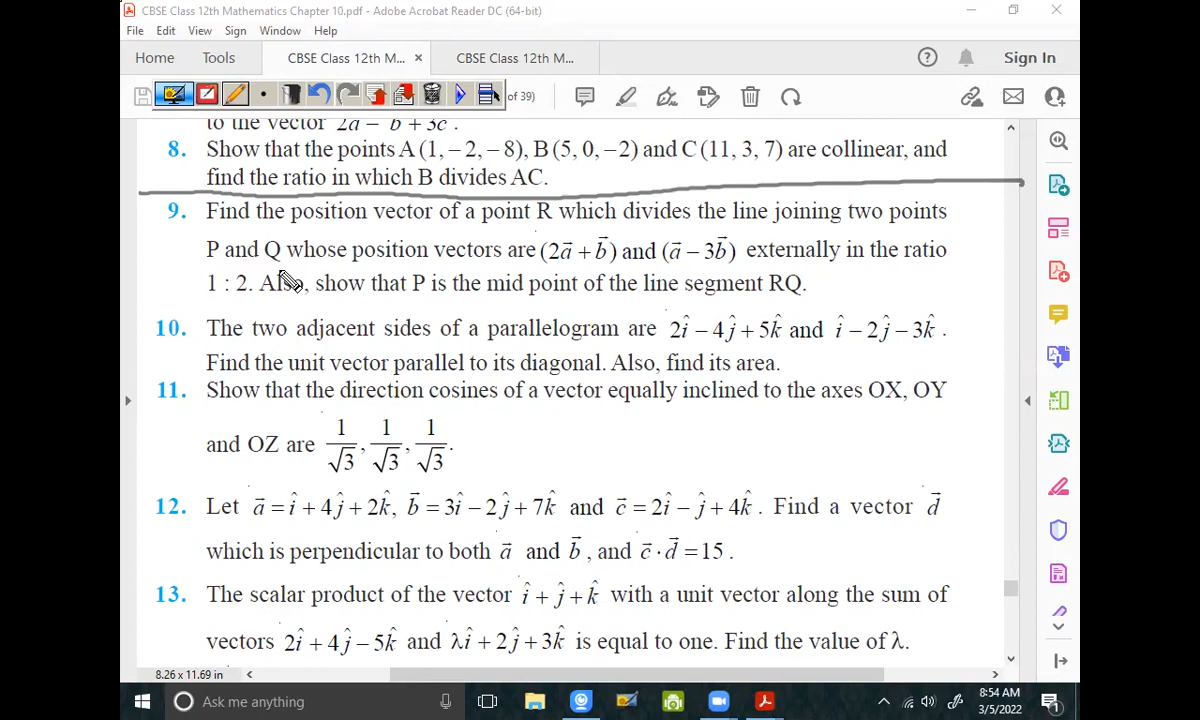 CBSE Class 12th Mathematics Chapter 10.pdf - Adobe Acrobat Reader DC (64-bit)
File Edit View Sign Window Help
Home Tools CBSE Class 12th M... × CBSE Class 12th M... Sign In
of 39)
to the vector 2a⃗ − b⃗ + 3c⃗ .
8. Show that the points A (1, – 2, – 8), B (5, 0, – 2) and C (11, 3, 7) are collinear, and
find the ratio in which B divides AC.
9. Find the position vector of a point R which divides the line joining two points
P and Q whose position vectors are (2a⃗ + b⃗) and (a⃗ − 3b⃗) externally in the ratio
1 : 2. Also, show that P is the mid point of the line segment RQ.
10. The two adjacent sides of a parallelogram are 2î − 4ĵ + 5k̂ and î − 2ĵ − 3k̂ .
Find the unit vector parallel to its diagonal. Also, find its area.
11. Show that the direction cosines of a vector equally inclined to the axes OX, OY
and OZ are 1/√3, 1/√3, 1/√3.
12. Let a⃗ = î + 4ĵ + 2k̂, b⃗ = 3î − 2ĵ + 7k̂ and c⃗ = 2î − ĵ + 4k̂ . Find a vector d⃗
which is perpendicular to both a⃗ and b⃗ , and c⃗ · d⃗ = 15 .
13. The scalar product of the vector î + ĵ + k̂ with a unit vector along the sum of
vectors 2î + 4ĵ − 5k̂ and λî + 2ĵ + 3k̂ is equal to one. Find the value of λ.
8.26 x 11.69 in
Ask me anything
8:54 AM
3/5/2022
1